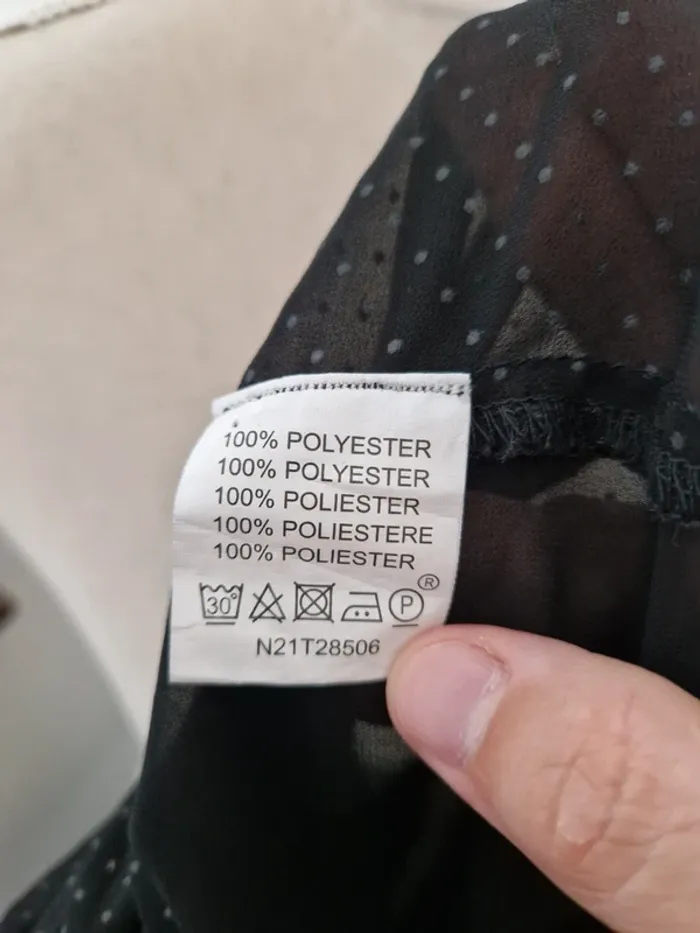 100% POLYESTER
100% POLYESTER
100% POLIESTER
100% POLIESTERE
100% POLIESTER
30° P ®
N21T28506